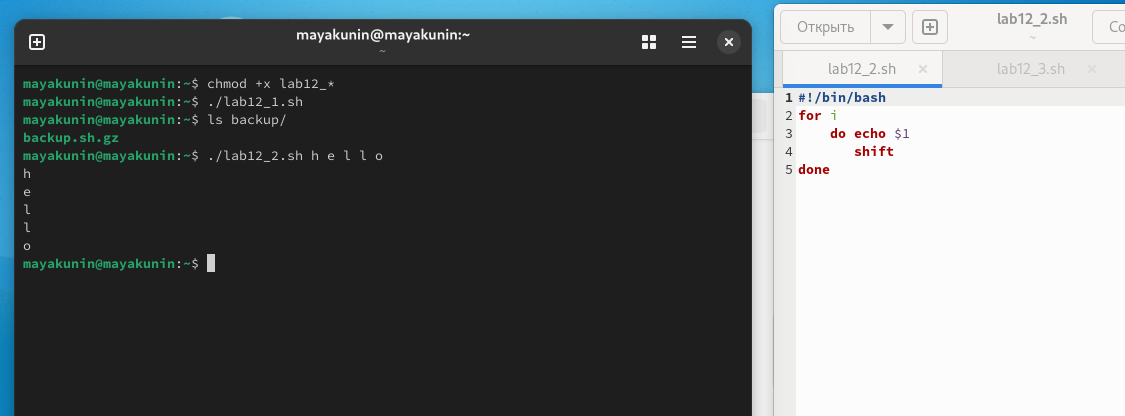 mayakunin@mayakunin:~
~
mayakunin@mayakunin:~$ chmod +x lab12_*
mayakunin@mayakunin:~$ ./lab12_1.sh
mayakunin@mayakunin:~$ ls backup/
backup.sh.gz
mayakunin@mayakunin:~$ ./lab12_2.sh h e l l o
h
e
l
l
o
mayakunin@mayakunin:~$
Открыть
lab12_2.sh
~
Со
lab12_2.sh ×
lab12_3.sh ×
1 #!/bin/bash
2 for i
3     do echo $1
4        shift
5 done